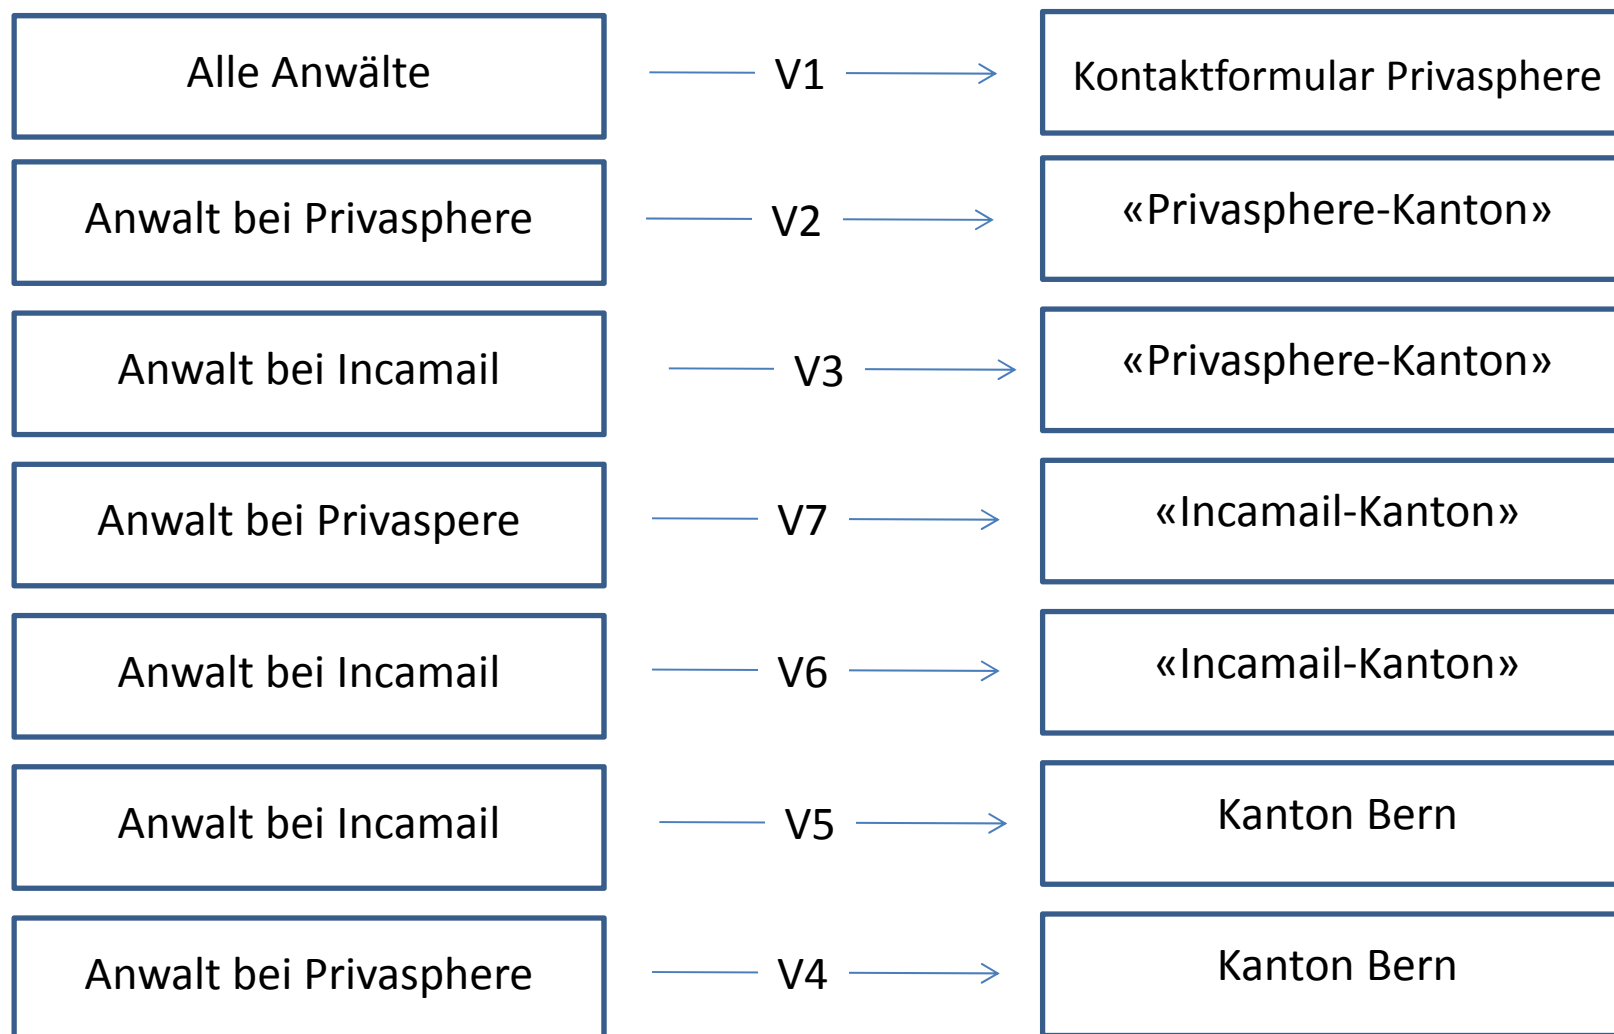 Alle Anwälte V1 Kontaktformular Privasphere
Anwalt bei Privasphere V2 «Privasphere-Kanton»
Anwalt bei Incamail V3 «Privasphere-Kanton»
Anwalt bei Privaspere V7 «Incamail-Kanton»
Anwalt bei Incamail V6 «Incamail-Kanton»
Anwalt bei Incamail V5 Kanton Bern
Anwalt bei Privasphere V4 Kanton Bern